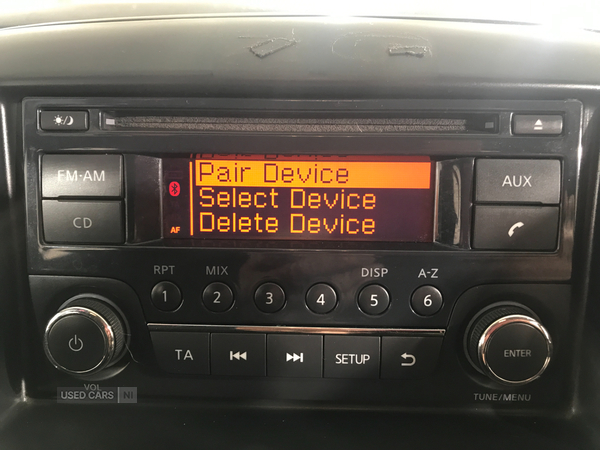 FM-AM
CD
Pair Device
Select Device
Delete Device
AF
AUX
RPT
MIX
DISP
A-Z
1
2
3
4
5
6
TA
SETUP
ENTER
VOL
TUNE/MENU
USED CARS NI